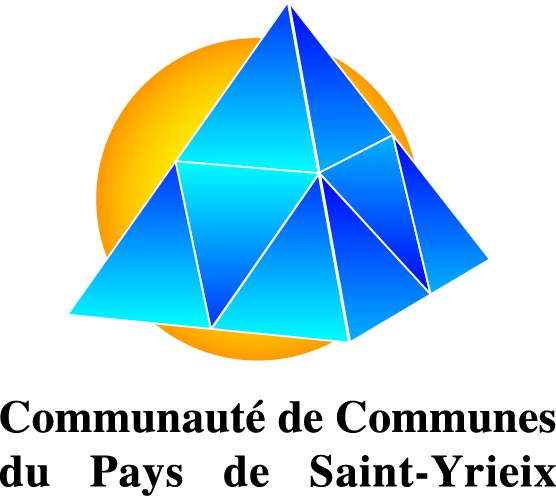 Communauté de Communes
du Pays de Saint-Yrieix